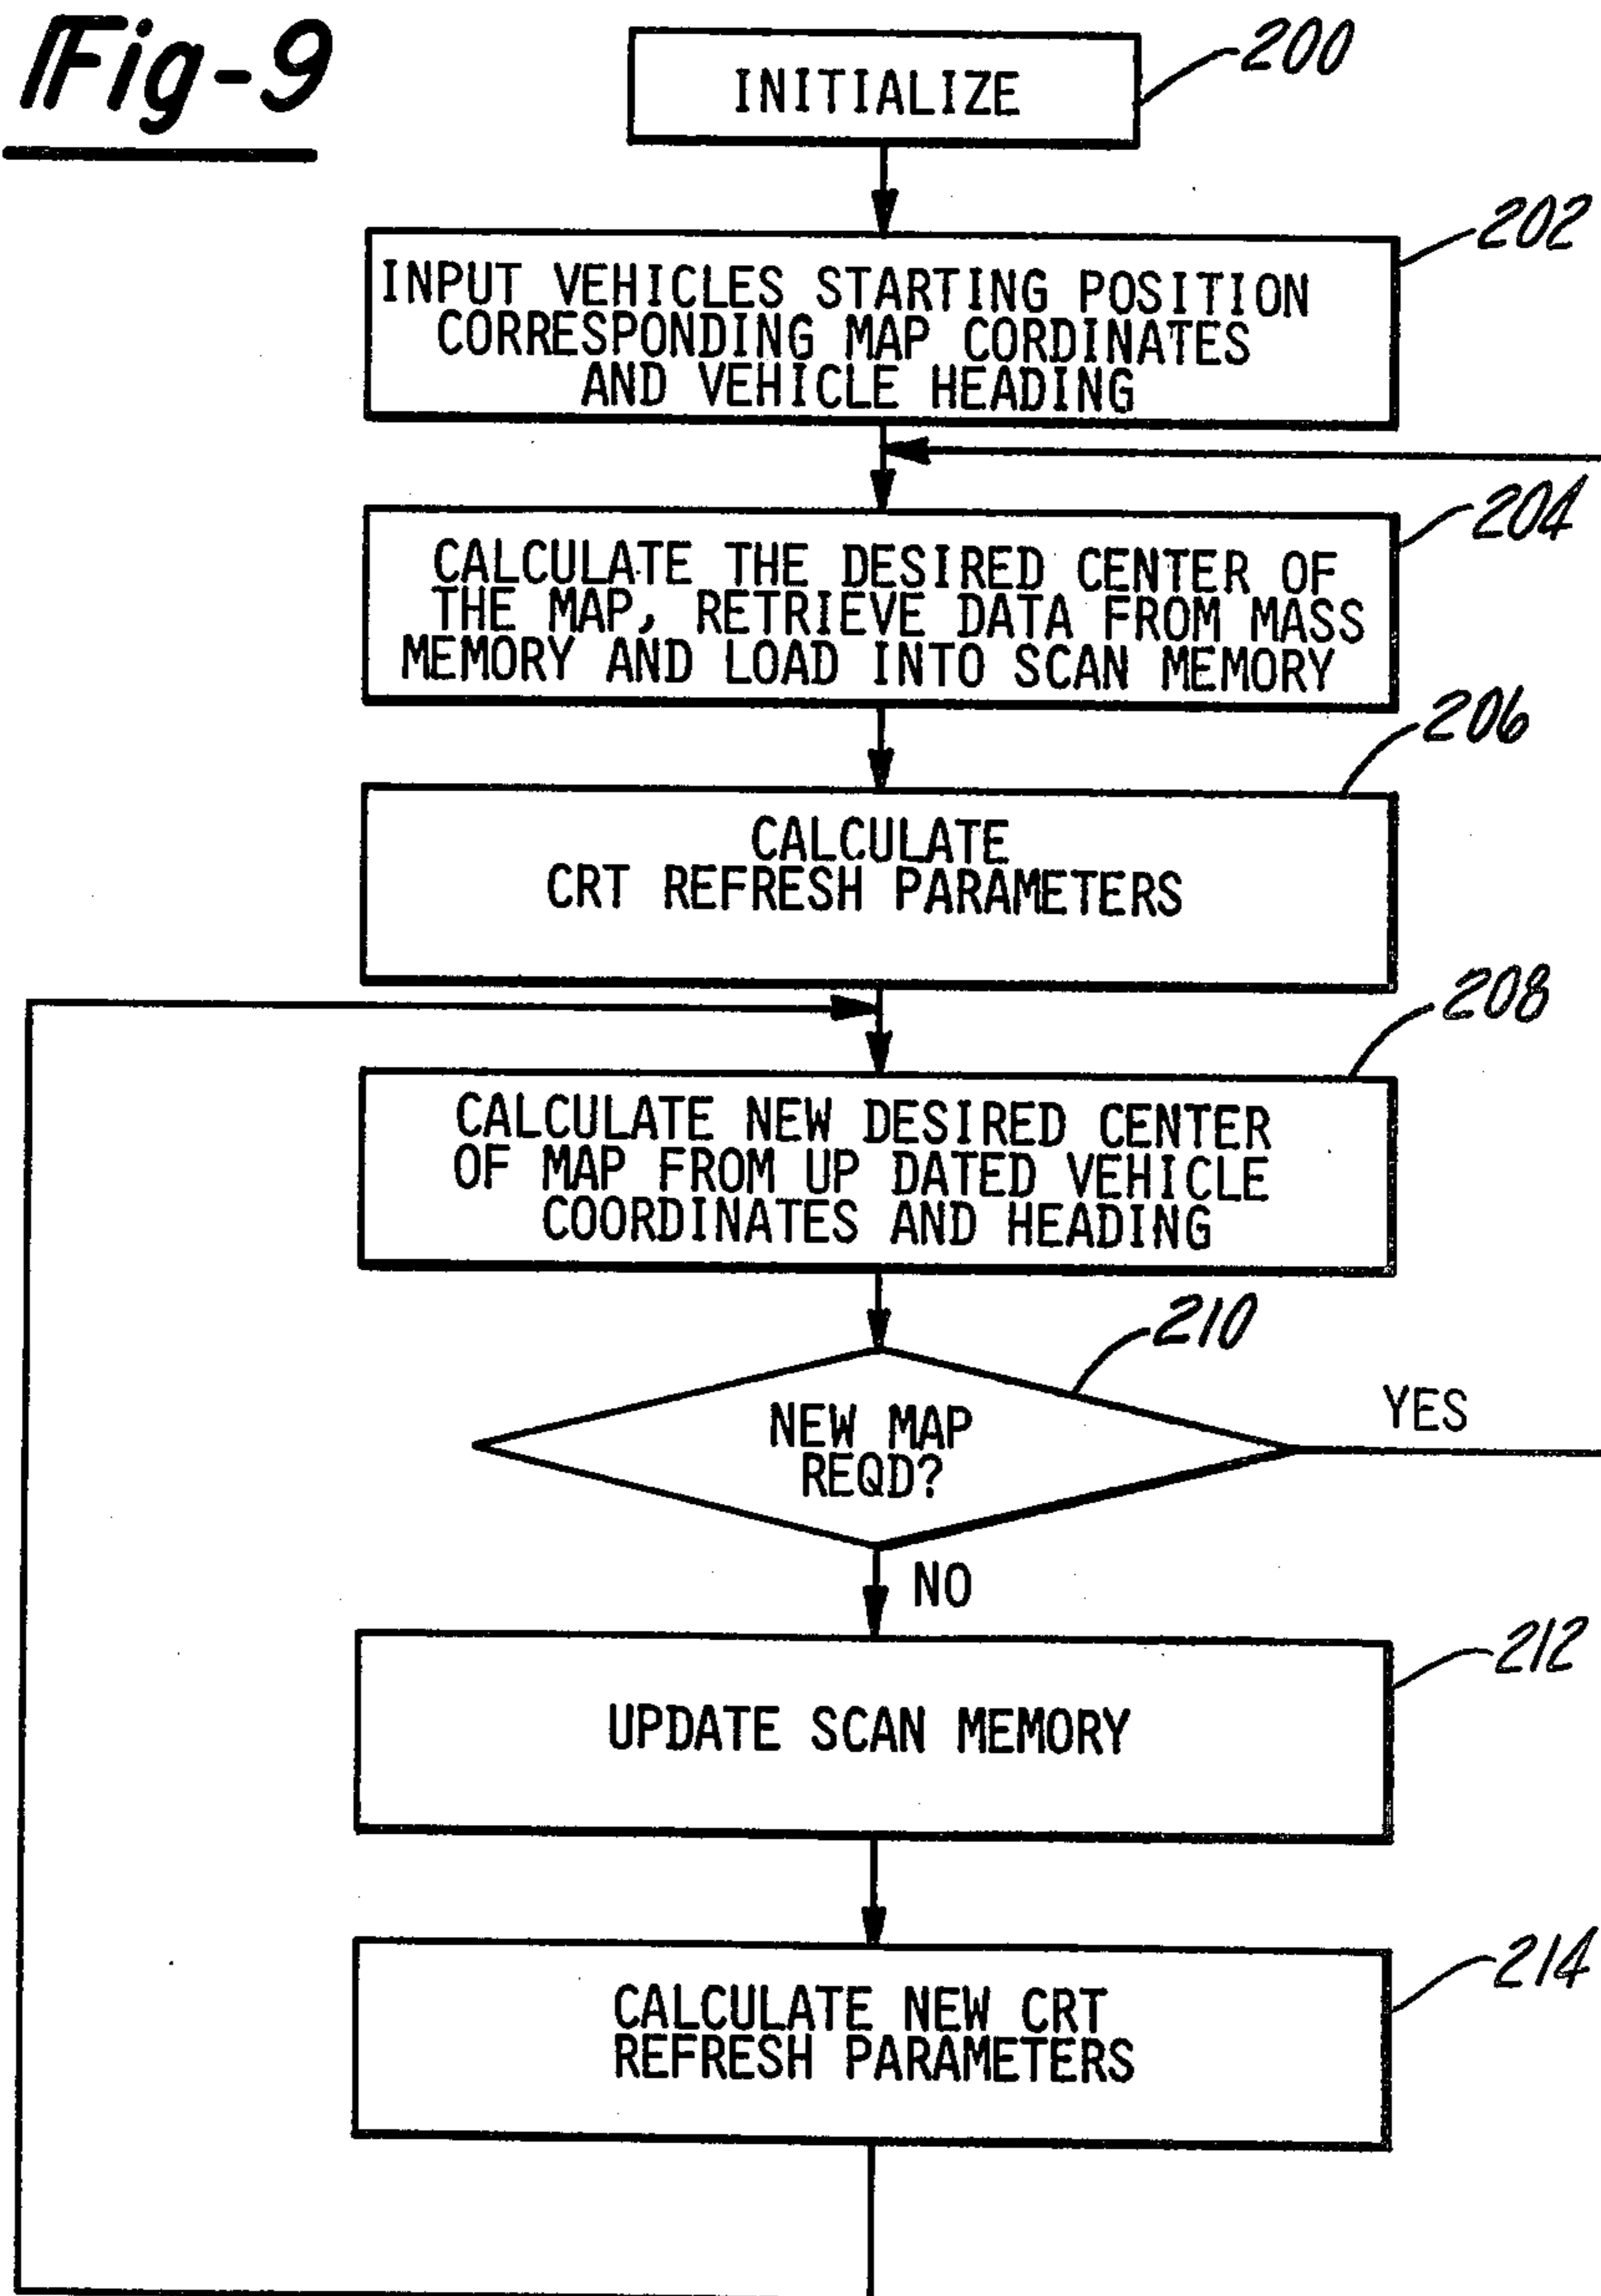 Fig-9
INITIALIZE
200
INPUT VEHICLES STARTING POSITION
CORRESPONDING MAP CORDINATES
AND VEHICLE HEADING
202
CALCULATE THE DESIRED CENTER OF
THE MAP, RETRIEVE DATA FROM MASS
MEMORY AND LOAD INTO SCAN MEMORY
204
CALCULATE
CRT REFRESH PARAMETERS
206
CALCULATE NEW DESIRED CENTER
OF MAP FROM UP DATED VEHICLE
COORDINATES AND HEADING
208
NEW MAP
REQD?
210
YES
NO
UPDATE SCAN MEMORY
212
CALCULATE NEW CRT
REFRESH PARAMETERS
214